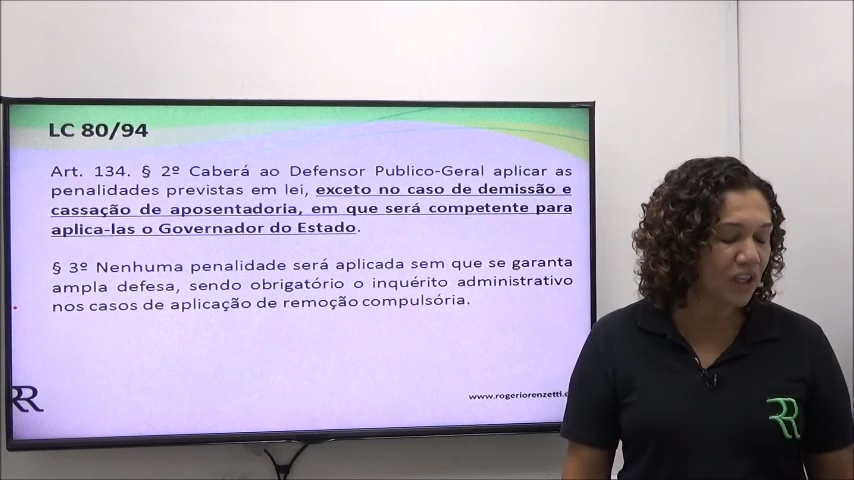 LC 80/94
Art. 134. § 2º Caberá ao Defensor Publico-Geral aplicar as
penalidades previstas em lei, exceto no caso de demissão e
cassação de aposentadoria, em que será competente para
aplica-las o Governador do Estado.
§ 3º Nenhuma penalidade será aplicada sem que se garanta
ampla defesa, sendo obrigatório o inquérito administrativo
nos casos de aplicação de remoção compulsória.
RR
www.rogeriorenzetti.c